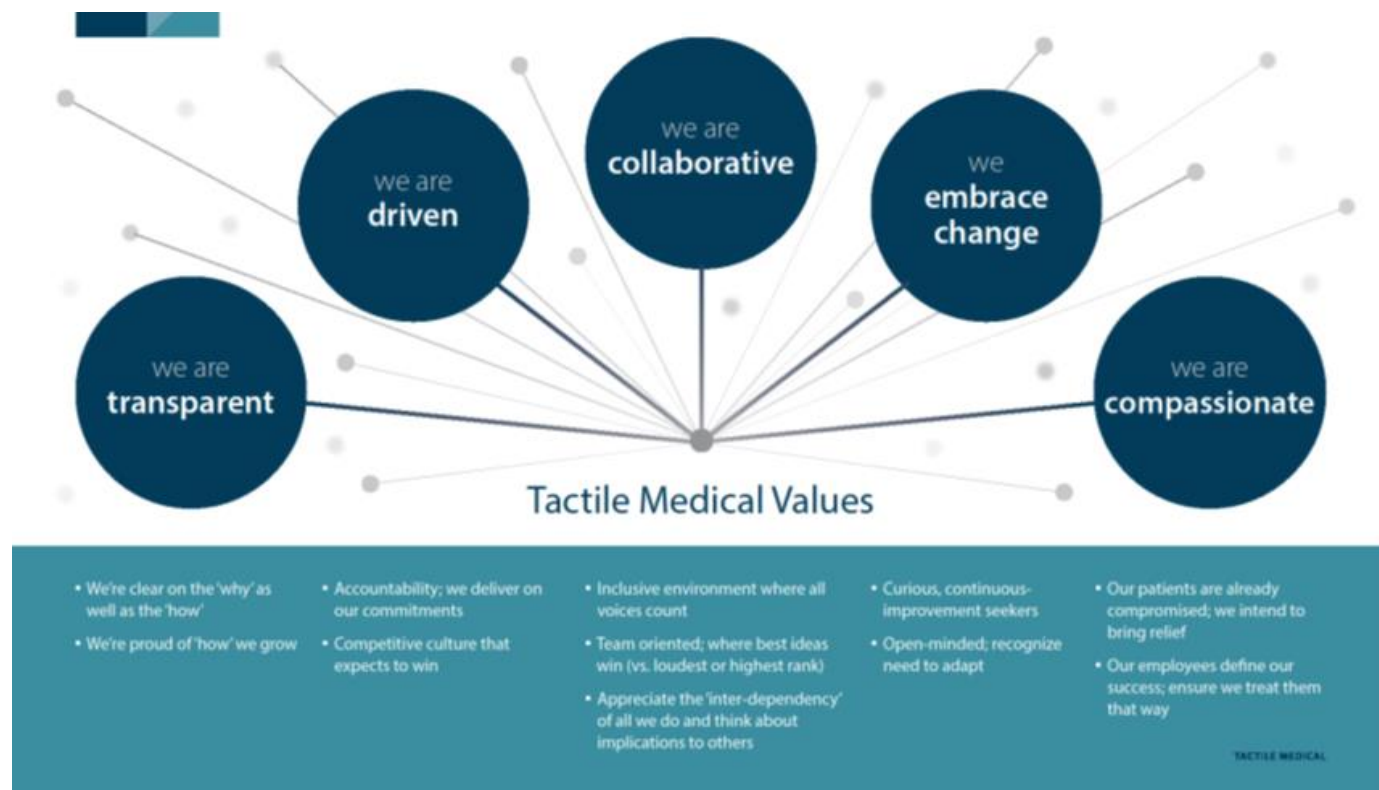 we are
driven
we are
collaborative
we
embrace
change
we are
transparent
we are
compassionate
Tactile Medical Values
▪ We're clear on the 'why' as
well as the 'how'
▪ We're proud of 'how' we grow
▪ Accountability; we deliver on
our commitments
▪ Competitive culture that
expects to win
▪ Inclusive environment where all
voices count
▪ Team oriented; where best ideas
win (vs. loudest or highest rank)
▪ Appreciate the 'inter-dependency'
of all we do and think about
implications to others
▪ Curious, continuous-
improvement seekers
▪ Open-minded; recognize
need to adapt
▪ Our patients are already
compromised; we intend to
bring relief
▪ Our employees define our
success; ensure we treat them
that way
TACTILE MEDICAL